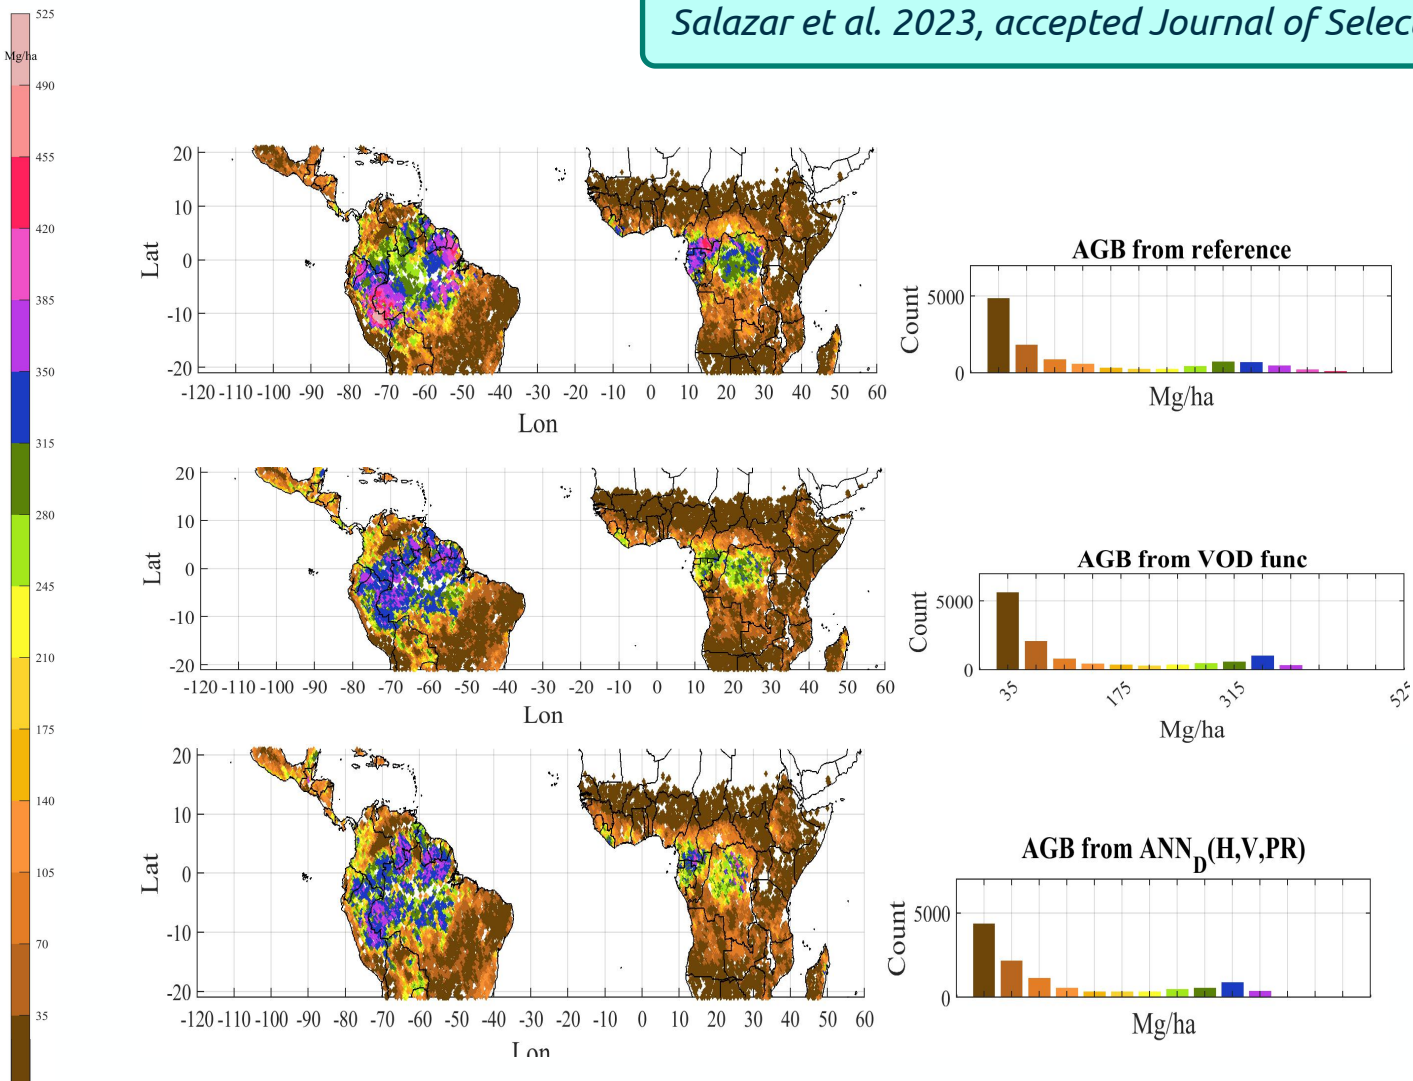 Salazar et al. 2023, accepted Journal of Selec
525
Mg/ha
490
455
420
385
350
315
280
245
210
175
140
105
70
35
20
10
0
-10
-20
Lat
-120 -110 -100 -90 -80 -70 -60 -50 -40 -30 -20 -10 0 10 20 30 40 50 60
Lon
AGB from reference
5000
0
Count
Mg/ha
20
10
0
-10
-20
Lat
-120 -110 -100 -90 -80 -70 -60 -50 -40 -30 -20 -10 0 10 20 30 40 50 60
Lon
AGB from VOD func
5000
0
Count
35 175 315 525
Mg/ha
20
10
0
-10
-20
Lat
-120 -110 -100 -90 -80 -70 -60 -50 -40 -30 -20 -10 0 10 20 30 40 50 60
Lon
AGB from ANN_D(H,V,PR)
5000
0
Count
Mg/ha